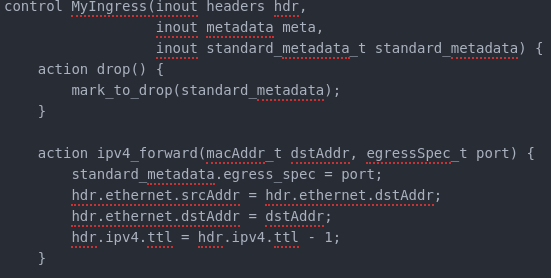 control MyIngress(inout headers hdr,
                  inout metadata meta,
                  inout standard_metadata_t standard_metadata) {
    action drop() {
        mark_to_drop(standard_metadata);
    }

    action ipv4_forward(macAddr_t dstAddr, egressSpec_t port) {
        standard_metadata.egress_spec = port;
        hdr.ethernet.srcAddr = hdr.ethernet.dstAddr;
        hdr.ethernet.dstAddr = dstAddr;
        hdr.ipv4.ttl = hdr.ipv4.ttl - 1;
    }